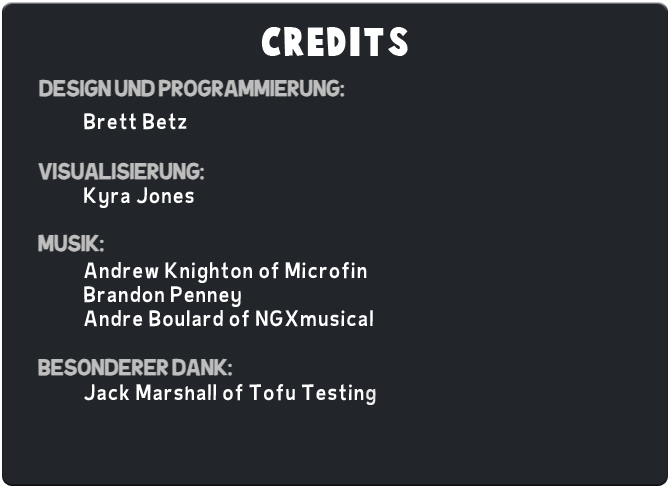 CREDITS
DESIGN UND PROGRAMMIERUNG:
Brett Betz
VISUALISIERUNG:
Kyra Jones
MUSIK:
Andrew Knighton of Microfin
Brandon Penney
Andre Boulard of NGXmusical
BESONDERER DANK:
Jack Marshall of Tofu Testing